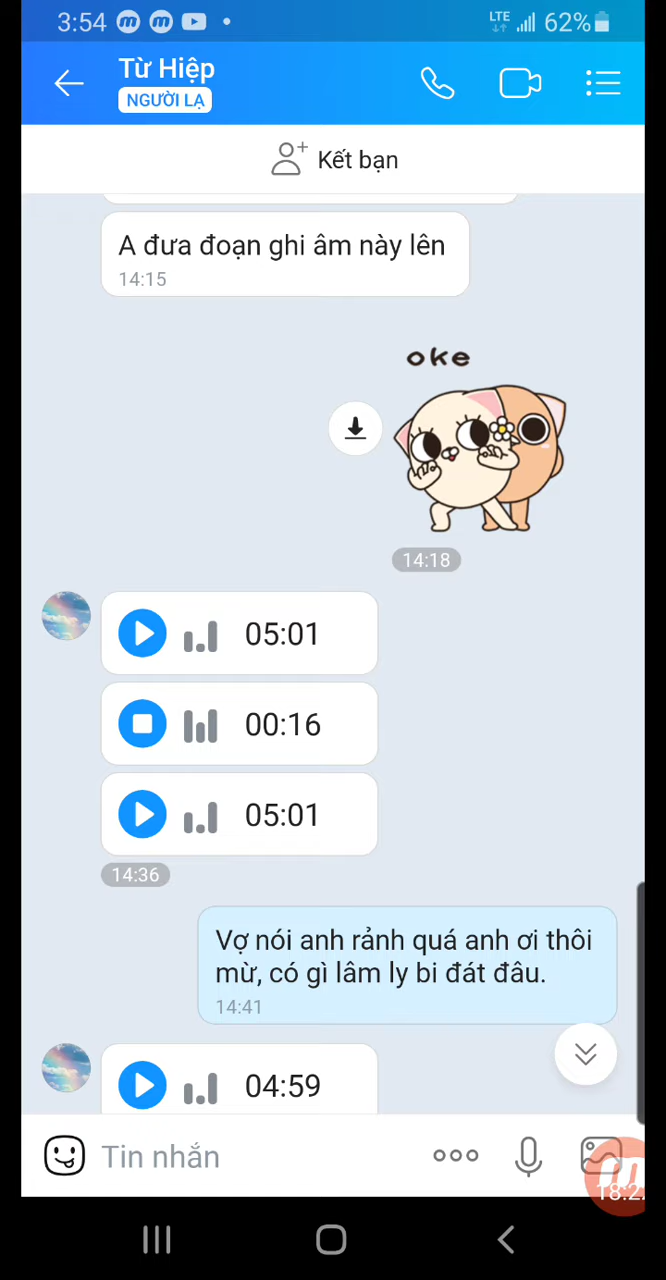 3:54
LTE
62%
Từ Hiệp
NGƯỜI LẠ
Kết bạn
A đưa đoạn ghi âm này lên
14:15
oke
14:18
05:01
00:16
05:01
14:36
Vợ nói anh rảnh quá anh ơi thôi
mừ, có gì lâm ly bi đát đâu.
14:41
04:59
Tin nhắn